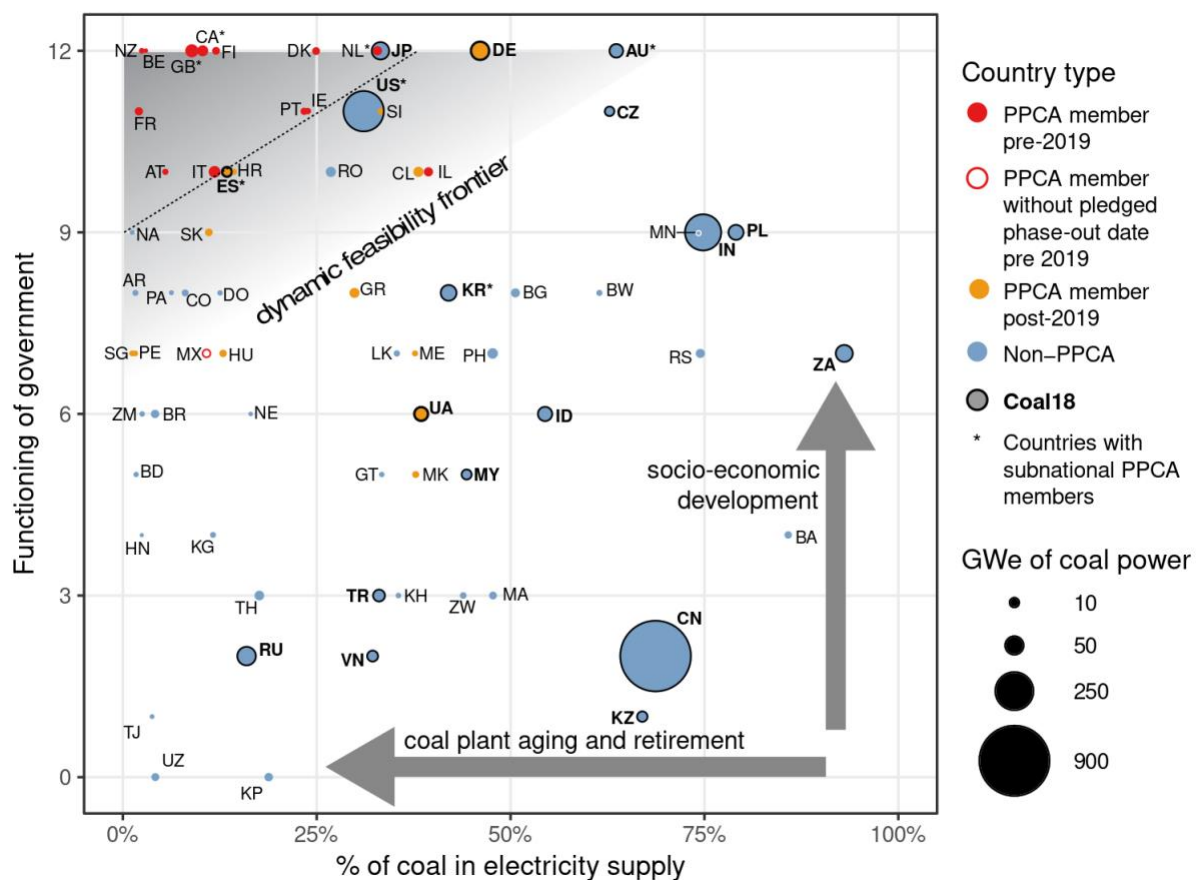 12
NZ
BE
CA*
GB*
FI
DK
NL*
JP
DE
AU*
US*
FR
PT
IE
SI
CZ
AT
IT
ES*
HR
RO
CL
IL
dynamic feasibility frontier
9
NA
SK
MN
IN
PL
AR
PA
CO
DO
GR
KR*
BG
BW
SG
PE
MX
HU
LK
ME
PH
RS
ZA
6
ZM
BR
NE
UA
ID
BD
GT
MK
MY
socio-economic
development
HN
KG
BA
3
TH
TR
KH
ZW
MA
RU
VN
CN
TJ
KZ
coal plant aging and retirement
0
UZ
KP
0%
25%
50%
75%
100%
% of coal in electricity supply
Functioning of government
Country type
PPCA member
pre-2019
PPCA member
without pledged
phase-out date
pre 2019
PPCA member
post-2019
Non-PPCA
Coal18
* Countries with
subnational PPCA
members
GWe of coal power
10
50
250
900